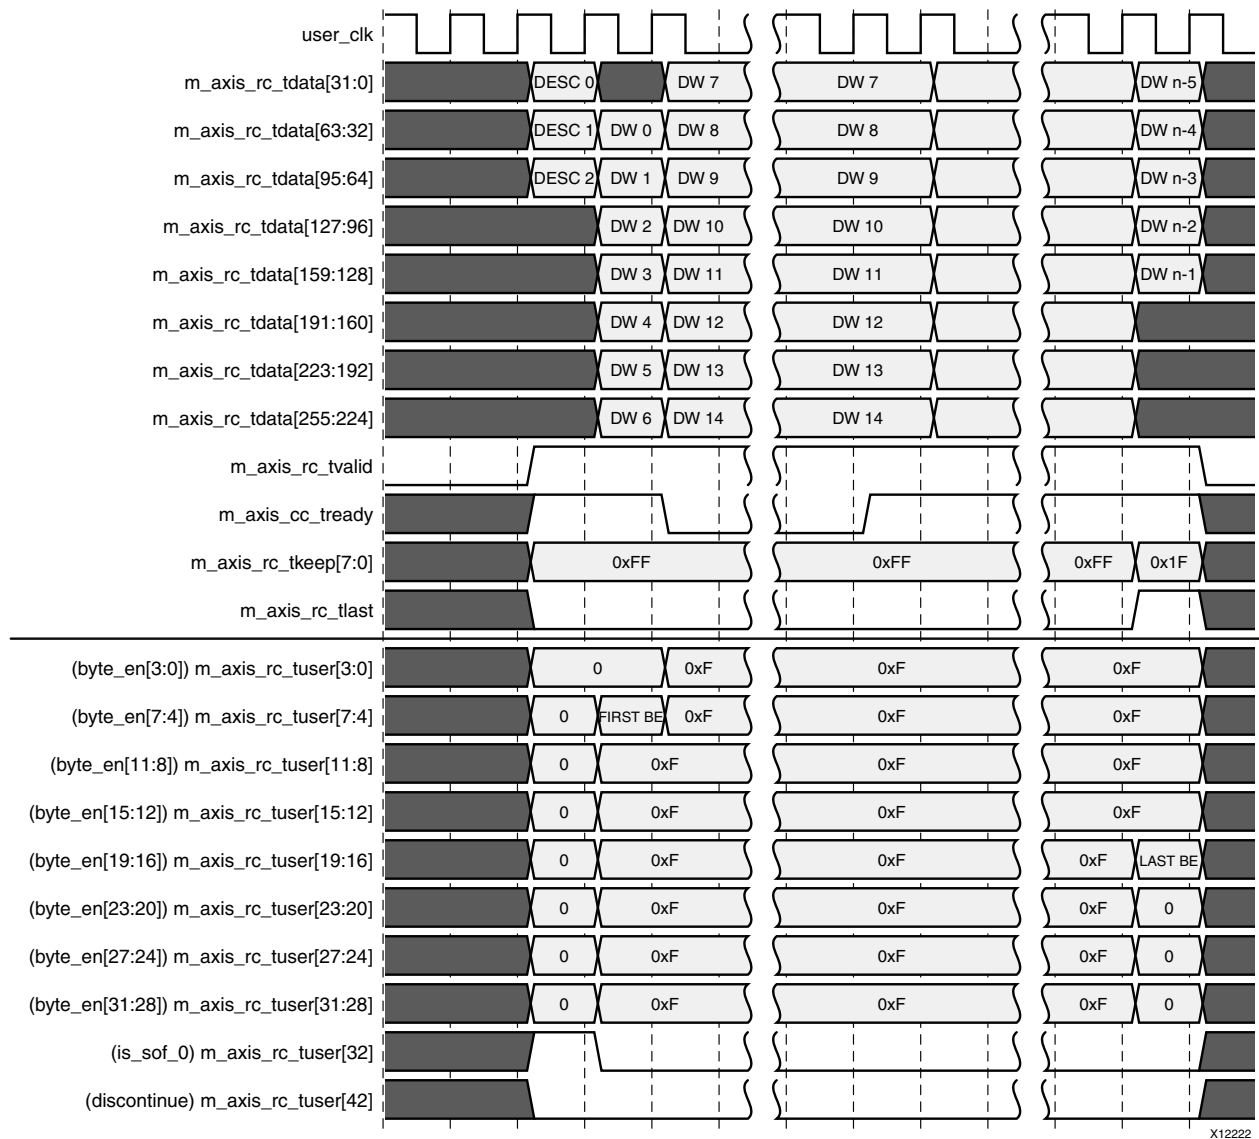 user_clk
m_axis_rc_tdata[31:0] DESC 0 DW 7 DW 7 DW n-5
m_axis_rc_tdata[63:32] DESC 1 DW 0 DW 8 DW 8 DW n-4
m_axis_rc_tdata[95:64] DESC 2 DW 1 DW 9 DW 9 DW n-3
m_axis_rc_tdata[127:96] DW 2 DW 10 DW 10 DW n-2
m_axis_rc_tdata[159:128] DW 3 DW 11 DW 11 DW n-1
m_axis_rc_tdata[191:160] DW 4 DW 12 DW 12
m_axis_rc_tdata[223:192] DW 5 DW 13 DW 13
m_axis_rc_tdata[255:224] DW 6 DW 14 DW 14
m_axis_rc_tvalid
m_axis_cc_tready
m_axis_rc_tkeep[7:0] 0xFF 0xFF 0xFF 0x1F
m_axis_rc_tlast
(byte_en[3:0]) m_axis_rc_tuser[3:0] 0 0xF 0xF 0xF
(byte_en[7:4]) m_axis_rc_tuser[7:4] 0 FIRST BE 0xF 0xF 0xF
(byte_en[11:8]) m_axis_rc_tuser[11:8] 0 0xF 0xF 0xF
(byte_en[15:12]) m_axis_rc_tuser[15:12] 0 0xF 0xF 0xF
(byte_en[19:16]) m_axis_rc_tuser[19:16] 0 0xF 0xF 0xF LAST BE
(byte_en[23:20]) m_axis_rc_tuser[23:20] 0 0xF 0xF 0xF 0
(byte_en[27:24]) m_axis_rc_tuser[27:24] 0 0xF 0xF 0xF 0
(byte_en[31:28]) m_axis_rc_tuser[31:28] 0 0xF 0xF 0xF 0
(is_sof_0) m_axis_rc_tuser[32]
(discontinue) m_axis_rc_tuser[42]
X12222